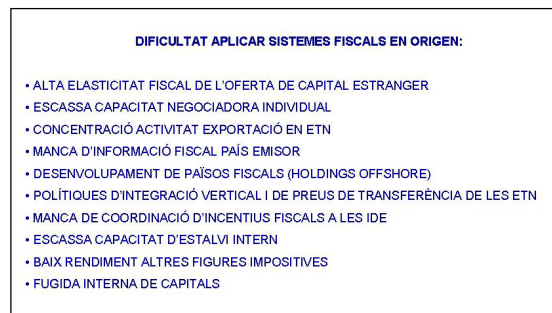 DIFICULTAT APLICAR SISTEMES FISCALS EN ORIGEN:
• ALTA ELASTICITAT FISCAL DE L'OFERTA DE CAPITAL ESTRANGER
• ESCASSA CAPACITAT NEGOCIADORA INDIVIDUAL
• CONCENTRACIÓ ACTIVITAT EXPORTACIÓ EN ETN
• MANCA D'INFORMACIÓ FISCAL PAÍS EMISOR
• DESENVOLUPAMENT DE PAÏSOS FISCALS (HOLDINGS OFFSHORE)
• POLÍTIQUES D'INTEGRACIÓ VERTICAL I DE PREUS DE TRANSFERÈNCIA DE LES ETN
• MANCA DE COORDINACIÓ D'INCENTIUS FISCALS A LES IDE
• ESCASSA CAPACITAT D'ESTALVI INTERN
• BAIX RENDIMENT ALTRES FIGURES IMPOSITIVES
• FUGIDA INTERNA DE CAPITALS